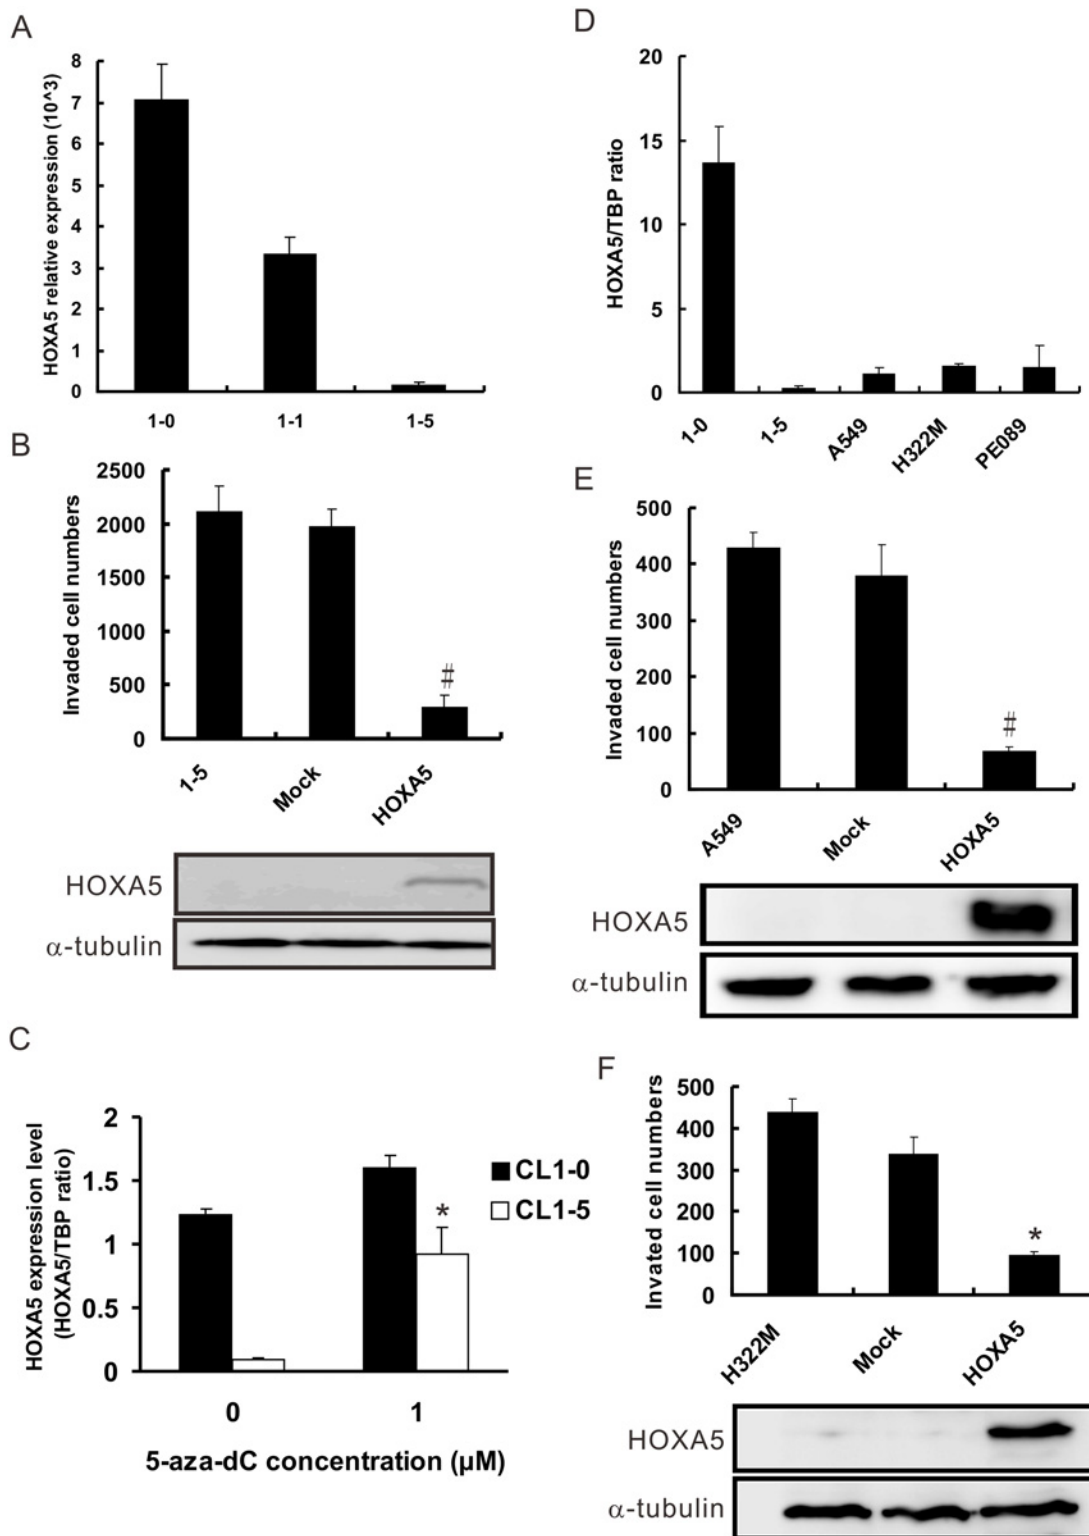 A
HOXA5 relative expression (10^3)
8
7
6
5
4
3
2
1
0
1-0 1-1 1-5
B
Invaded cell numbers
2500
2000
1500
1000
500
0
#
1-5 Mock HOXA5
HOXA5
α-tubulin
C
HOXA5 expression level
(HOXA5/TBP ratio)
2
1.5
1
0.5
0
*
CL1-0
CL1-5
0 1
5-aza-dC concentration (μM)
D
HOXA5/TBP ratio
20
15
10
5
0
1-0 1-5 A549 H322M PE089
E
Invaded cell numbers
500
400
300
200
100
0
#
A549 Mock HOXA5
HOXA5
α-tubulin
F
Invated cell numbers
500
400
300
200
100
0
*
H322M Mock HOXA5
HOXA5
α-tubulin